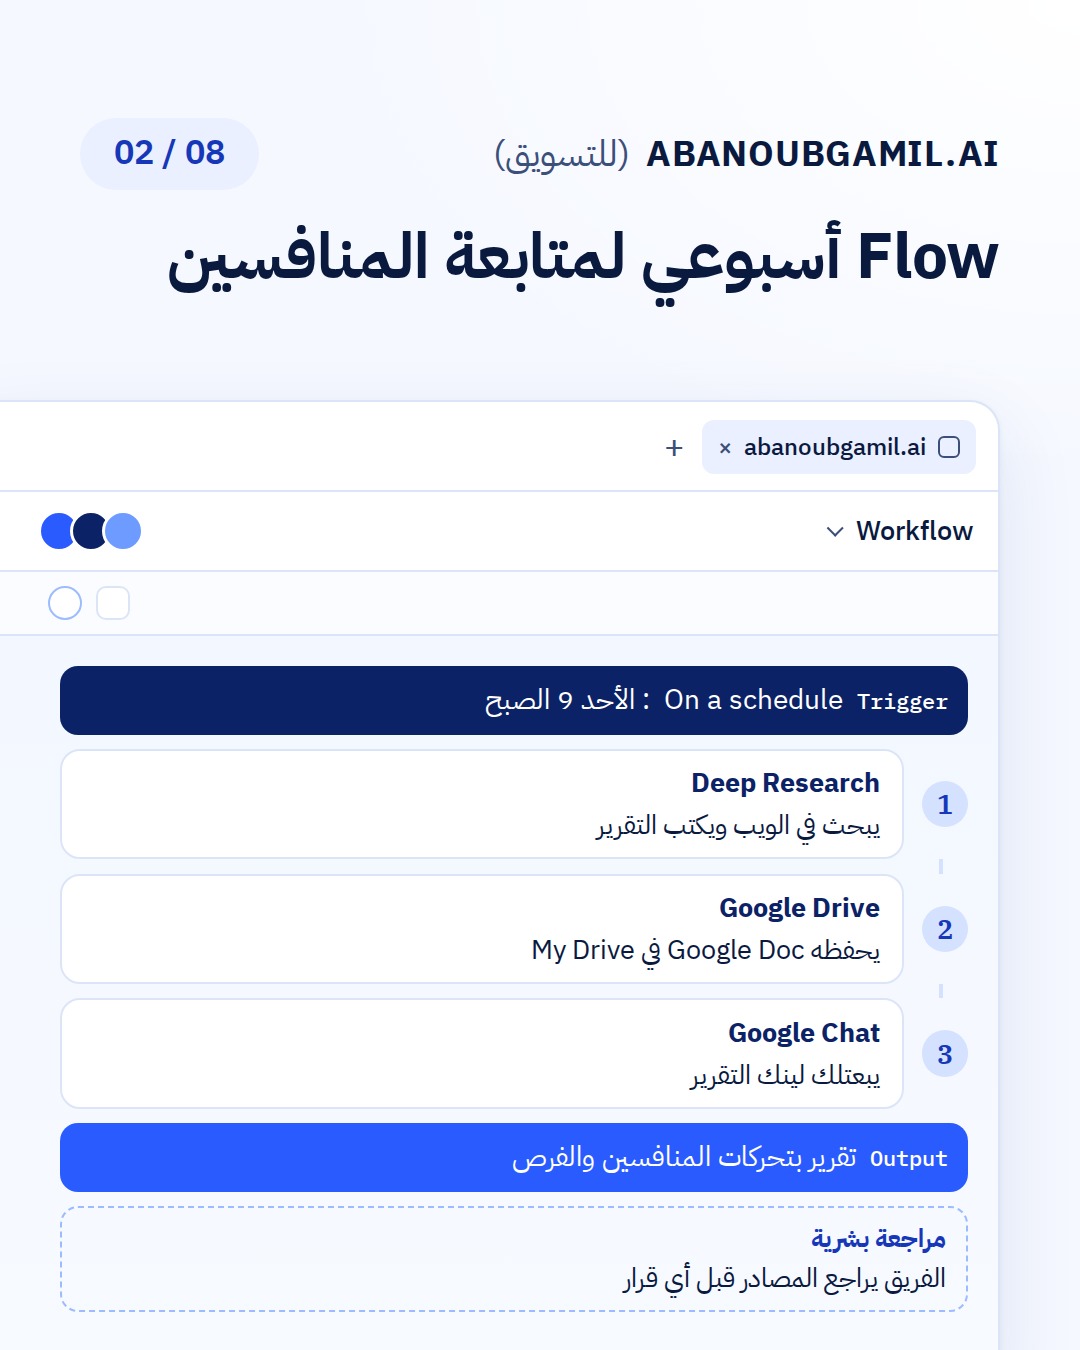 ABANOUBGAMIL.AI (للتسويق)
02 / 08
Flow أسبوعي لمتابعة المنافسين
abanoubgamil.ai × +
Workflow
Trigger On a schedule : الأحد 9 الصبح
1
Deep Research
يبحث في الويب ويكتب التقرير
2
Google Drive
يحفظه Google Doc في My Drive
3
Google Chat
يبعتلك لينك التقرير
Output تقرير بتحركات المنافسين والفرص
مراجعة بشرية
الفريق يراجع المصادر قبل أي قرار